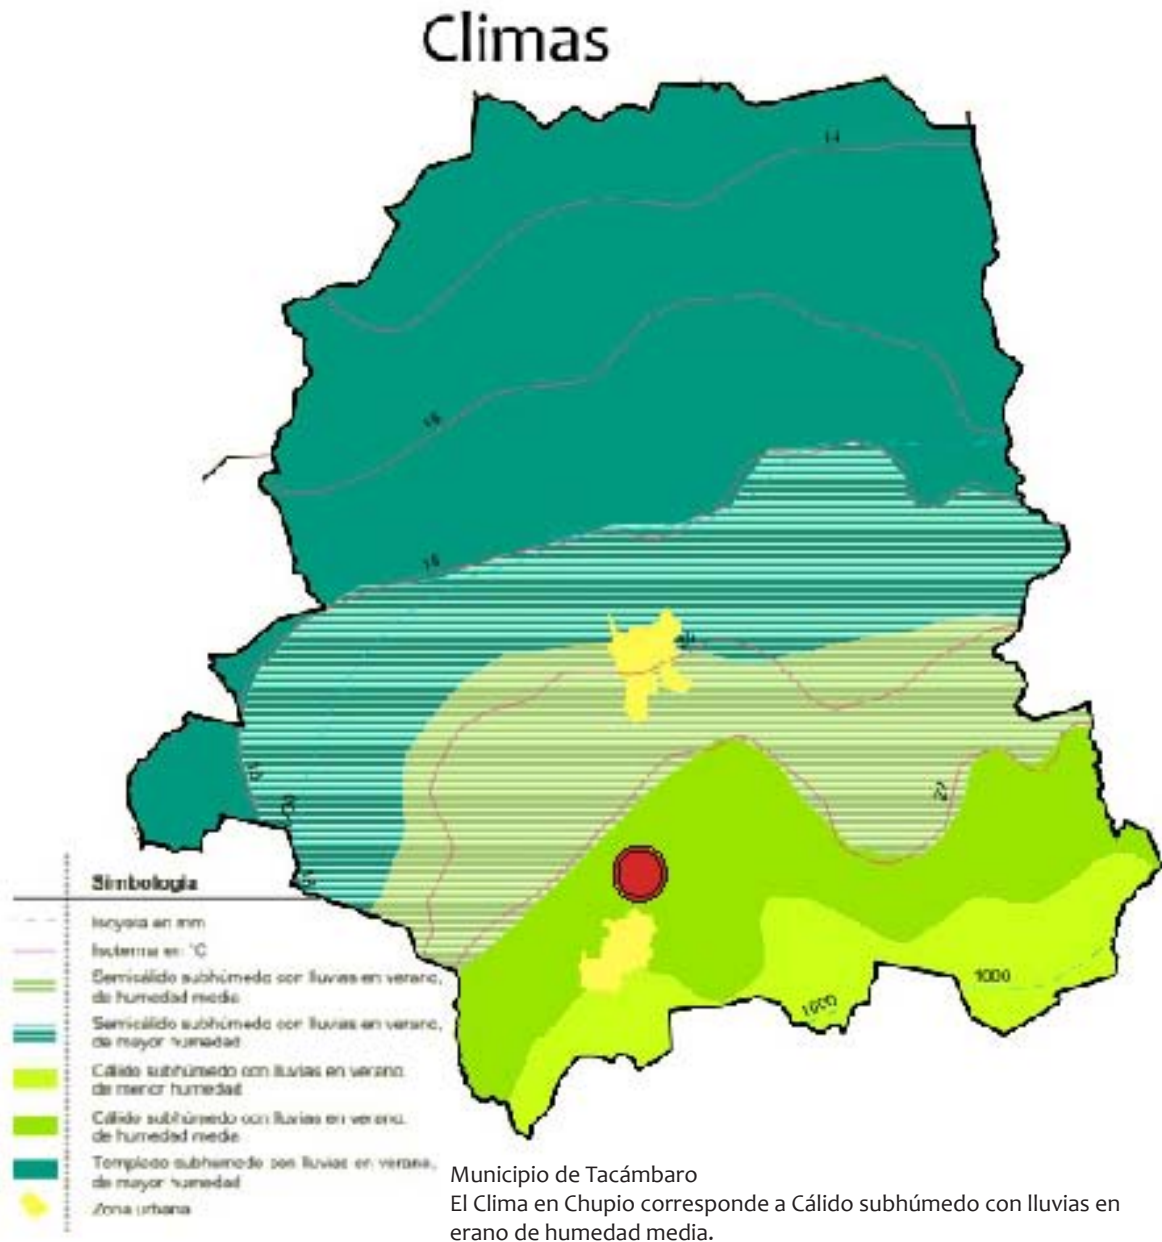 Climas
14
16
18
20
1000
1000
Simbología
Isoyeta en mm
Isoterma en °C
Semicálido subhúmedo con lluvias en verano,
de humedad media
Semicálido subhúmedo con lluvias en verano,
de mayor humedad
Cálido subhúmedo con lluvias en verano,
de menor humedad
Cálido subhúmedo con lluvias en verano,
de humedad media
Templado subhúmedo con lluvias en verano,
de mayor humedad
Zona urbana
Municipio de Tacámbaro
El Clima en Chupio corresponde a Cálido subhúmedo con lluvias en
erano de humedad media.